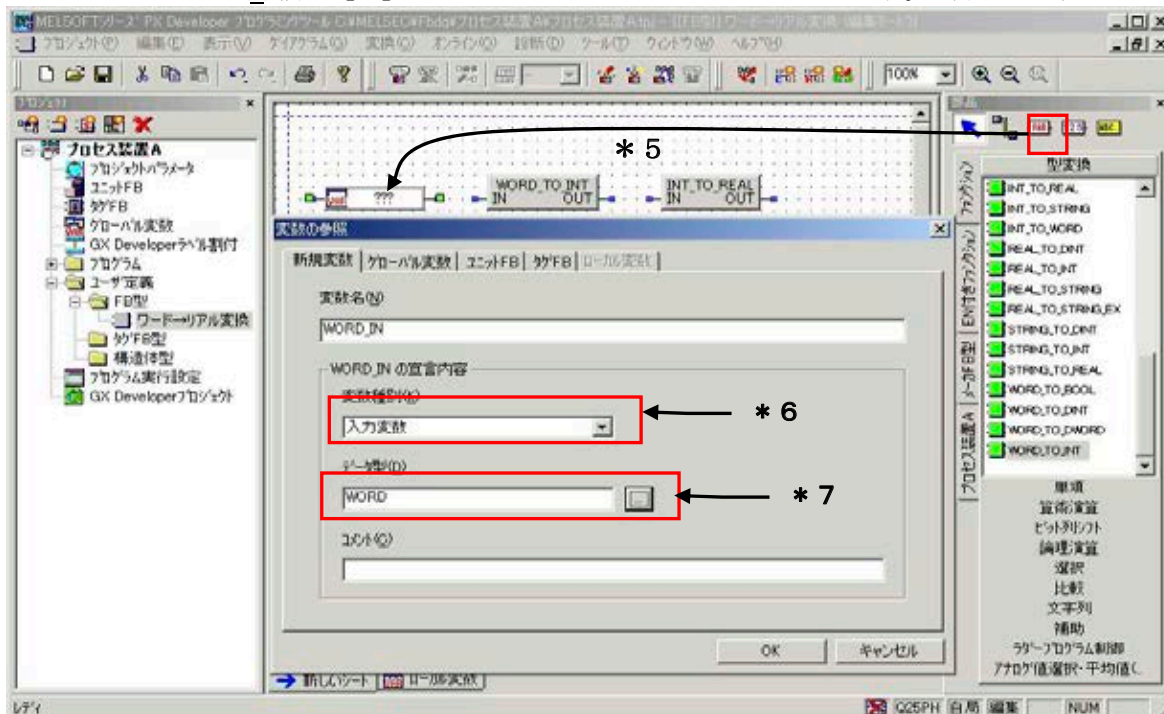 MELSOFTｼﾘｰｽﾞ PX Developer ﾌﾟﾛｸﾞﾗﾐﾝｸﾞﾂｰﾙ
ﾌﾟﾛｼﾞｪｸﾄ(P) 編集(E) 表示(V) ﾀﾞｲｱｸﾞﾗﾑ(G) 変換(C) ｵﾝﾗｲﾝ(O) 診断(D) ﾂｰﾙ(T) ｳｨﾝﾄﾞｳ(W) ﾍﾙﾌﾟ(H)
100%
ﾌﾟﾛｼﾞｪｸﾄ
部品
プロセス装置A
ﾌﾟﾛｼﾞｪｸﾄﾊﾟﾗﾒｰﾀ
ﾕﾆｯﾄFB
ﾀｸﾞFB
ｸﾞﾛｰﾊﾞﾙ変数
GX Developerﾗﾍﾞﾙ割付
ﾌﾟﾛｸﾞﾗﾑ
ﾕｰｻﾞ定義
FB型
ワード→リアル変換
ﾀｸﾞFB型
構造体型
ﾌﾟﾛｸﾞﾗﾑ実行設定
GX Developerﾌﾟﾛｼﾞｪｸﾄ
＊5
???
WORD_TO_INT
IN OUT
INT_TO_REAL
IN OUT
変数の参照
新規変数 ｸﾞﾛｰﾊﾞﾙ変数 ﾕﾆｯﾄFB ﾀｸﾞFB ﾛｰｶﾙ変数
変数名(N)
WORD_IN
WORD_IN の宣言内容
変数種別(K)
入力変数
＊6
ﾃﾞｰﾀ型(D)
WORD
...
＊7
ｺﾒﾝﾄ(C)
OK キャンセル
新しいシート ローカル変数
ﾌｧﾝｸｼｮﾝ
EN付きﾌｧﾝｸｼｮﾝ
ﾒｰｶFB型
プロセス装置A
型変換
INT_TO_REAL
INT_TO_STRING
INT_TO_WORD
REAL_TO_DINT
REAL_TO_INT
REAL_TO_STRING
REAL_TO_STRING_EX
STRING_TO_DINT
STRING_TO_INT
STRING_TO_REAL
WORD_TO_BOOL
WORD_TO_DINT
WORD_TO_DWORD
WORD_TO_INT
単項
算術演算
ﾋﾞｯﾄ列ｼﾌﾄ
論理演算
選択
比較
文字列
補助
ﾗﾀﾞｰﾌﾟﾛｸﾞﾗﾑ制御
ｱﾅﾛｸﾞ値選択･平均値(..
ﾚﾃﾞｨ
Q25PH 自局 編集 NUM